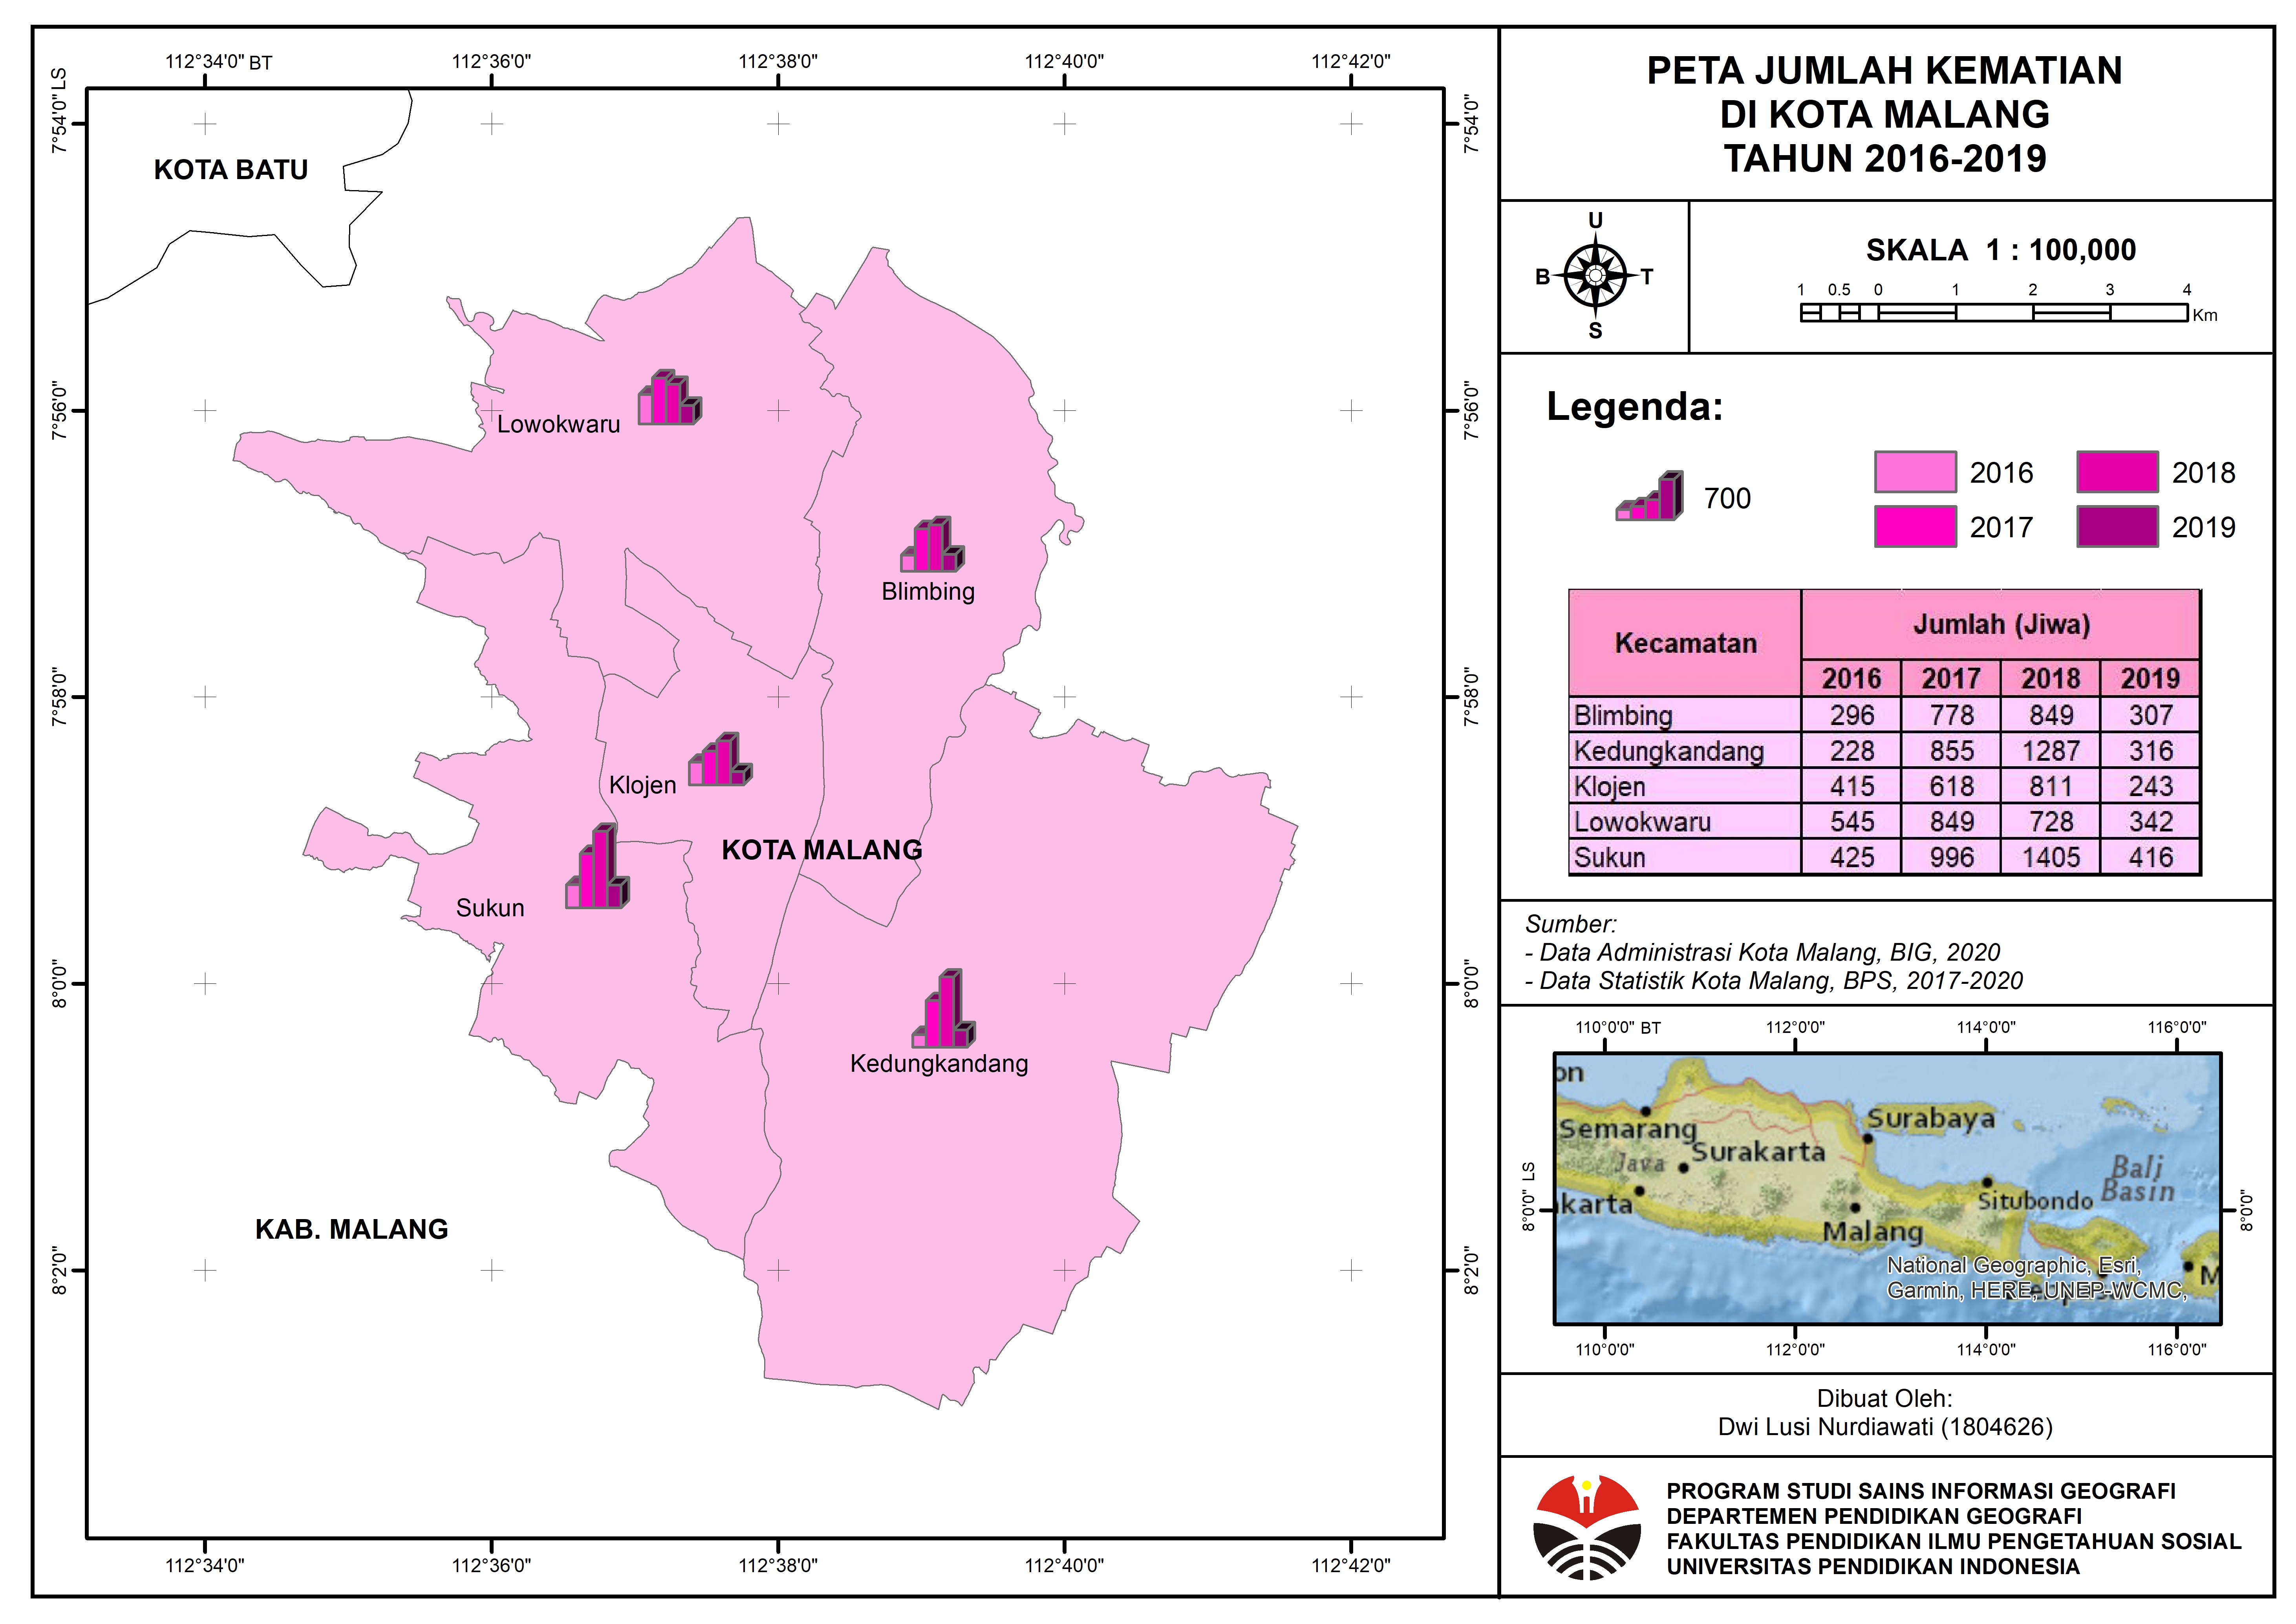 PETA JUMLAH KEMATIAN
DI KOTA MALANG
TAHUN 2016-2019
112°34'0" BT 112°36'0" 112°38'0" 112°40'0" 112°42'0"
7°54'0" LS
7°56'0"
7°58'0"
8°0'0"
8°2'0"
7°54'0"
7°56'0"
7°58'0"
8°0'0"
8°2'0"
KOTA BATU
Lowokwaru
Blimbing
Klojen
KOTA MALANG
Sukun
Kedungkandang
KAB. MALANG
112°34'0" 112°36'0" 112°38'0" 112°40'0" 112°42'0"
U
B T
S
SKALA 1 : 100,000
1 0.5 0 1 2 3 4
Km
Legenda:
700
2016 2018
2017 2019
Kecamatan Jumlah (Jiwa)
2016 2017 2018 2019
Blimbing 296 778 849 307
Kedungkandang 228 855 1287 316
Klojen 415 618 811 243
Lowokwaru 545 849 728 342
Sukun 425 996 1405 416
Sumber:
- Data Administrasi Kota Malang, BIG, 2020
- Data Statistik Kota Malang, BPS, 2017-2020
110°0'0" BT 112°0'0" 114°0'0" 116°0'0"
8°0'0" LS
8°0'0"
on
Semarang
Surabaya
Java
Surakarta
Bali
Basin
karta
Situbondo
Malang
M
National Geographic, Esri,
Garmin, HERE, UNEP-WCMC,
110°0'0" 112°0'0" 114°0'0" 116°0'0"
Dibuat Oleh:
Dwi Lusi Nurdiawati (1804626)
PROGRAM STUDI SAINS INFORMASI GEOGRAFI
DEPARTEMEN PENDIDIKAN GEOGRAFI
FAKULTAS PENDIDIKAN ILMU PENGETAHUAN SOSIAL
UNIVERSITAS PENDIDIKAN INDONESIA